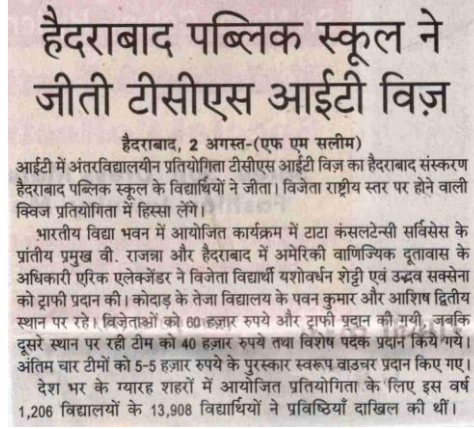 हैदराबाद पब्लिक स्कूल ने
जीती टीसीएस आईटी विज़
हैदराबाद, 2 अगस्त-(एफ एम सलीम)
आईटी में अंतरविद्यालयीन प्रतियोगिता टीसीएस आईटी विज़ का हैदराबाद संस्करण
हैदराबाद पब्लिक स्कूल के विद्यार्थियों ने जीता। विजेता राष्ट्रीय स्तर पर होने वाली
क्विज प्रतियोगिता में हिस्सा लेंगे।
भारतीय विद्या भवन में आयोजित कार्यक्रम में टाटा कंसलटेन्सी सर्विसेस के
प्रांतीय प्रमुख वी. राजन्ना और हैदराबाद में अमेरिकी वाणिज्यिक दूतावास के
अधिकारी एरिक एलेक्जेंडर ने विजेता विद्यार्थी यशोवर्धन शेट्टी एवं उद्धव सक्सेना
को ट्राफी प्रदान की। कोदाड़ के तेजा विद्यालय के पवन कुमार और आशिष द्वितीय
स्थान पर रहे। विजेताओं को 60 हज़ार रुपये और ट्राफी प्रदान की गयी, जबकि
दूसरे स्थान पर रही टीम को 40 हज़ार रुपये तथा विशेष पदक प्रदान किये गये।
अंतिम चार टीमों को 5-5 हज़ार रुपये के पुरस्कार स्वरूप वाउचर प्रदान किए गए।
देश भर के ग्यारह शहरों में आयोजित प्रतियोगिता के लिए इस वर्ष
1,206 विद्यालयों के 13,908 विद्यार्थियों ने प्रविष्ठियाँ दाखिल की थीं।